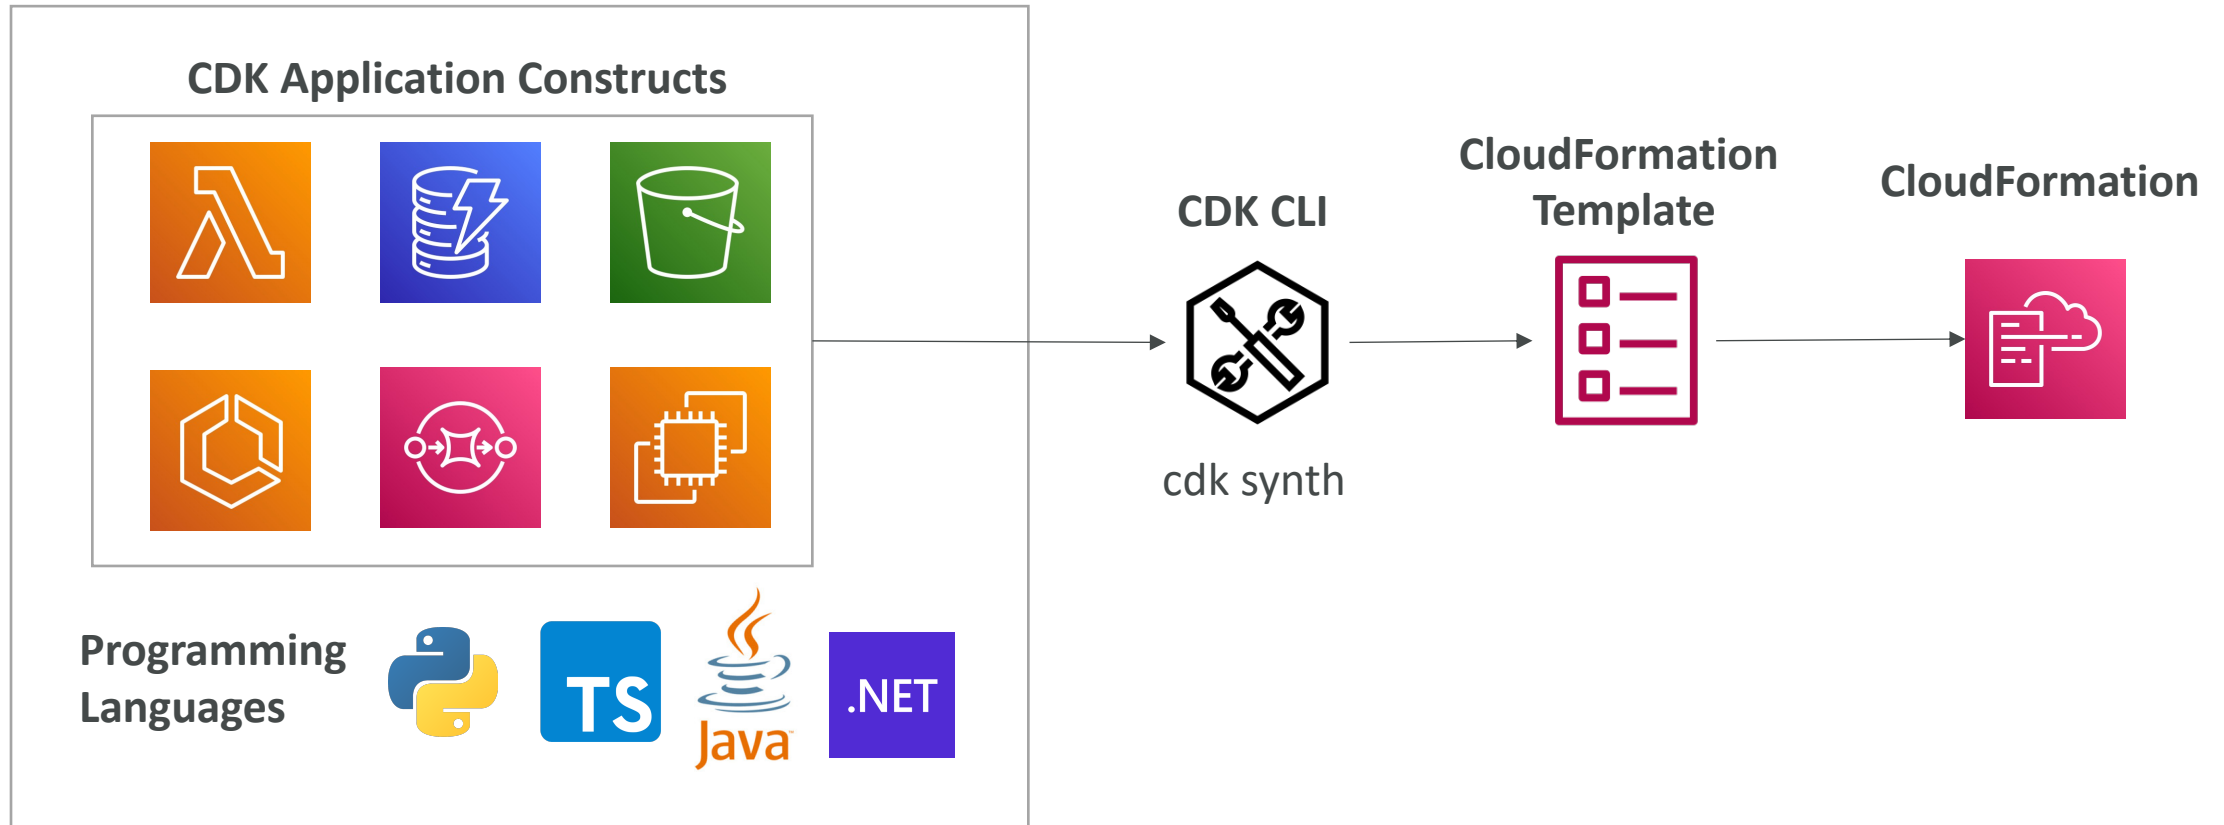 CDK Application Constructs
CDK CLI
cdk synth
CloudFormation
Template
CloudFormation
Programming
Languages
TS
Java
.NET